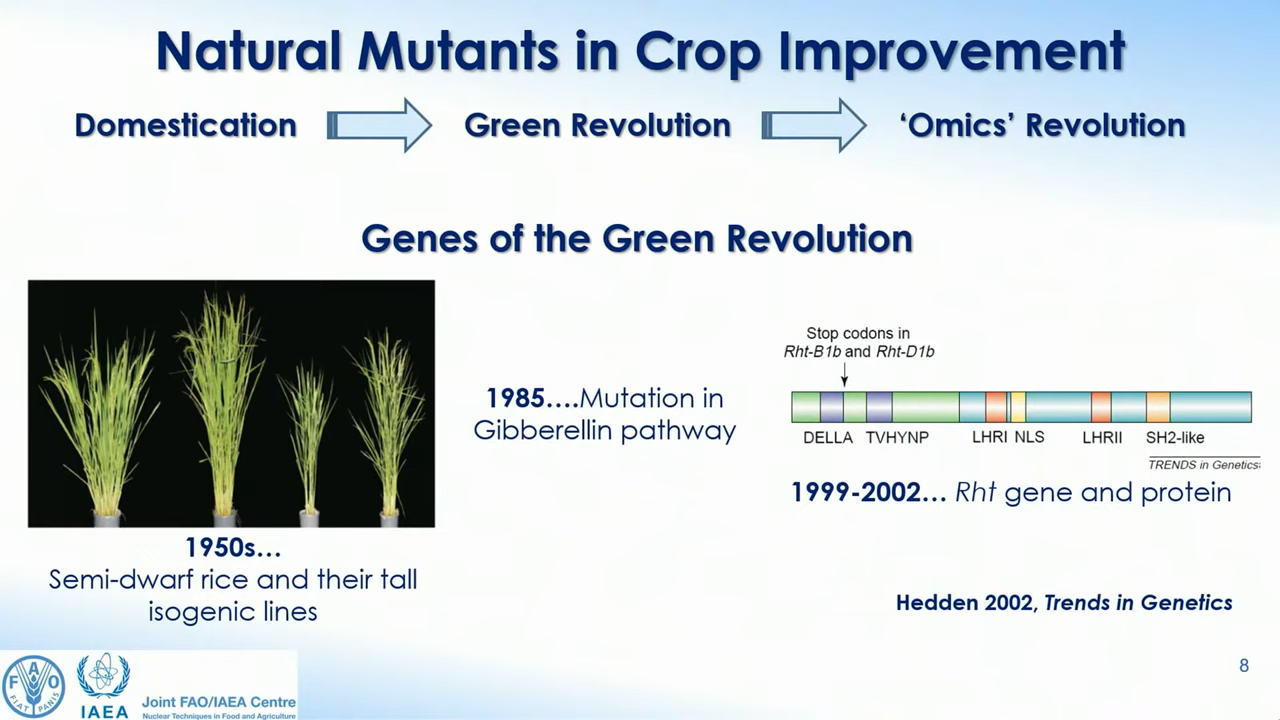 Natural Mutants in Crop Improvement
Domestication
Green Revolution
‘Omics’ Revolution
Genes of the Green Revolution
Stop codons in
Rht-B1b and Rht-D1b
DELLA TVHYNP LHRI NLS LHRII SH2-like
TRENDS in Genetics
1985….Mutation in
Gibberellin pathway
1999-2002… Rht gene and protein
1950s…
Semi-dwarf rice and their tall
isogenic lines
Hedden 2002, Trends in Genetics
8
F A O
FIAT PANIS
IAEA
Joint FAO/IAEA Centre
Nuclear Techniques in Food and Agriculture